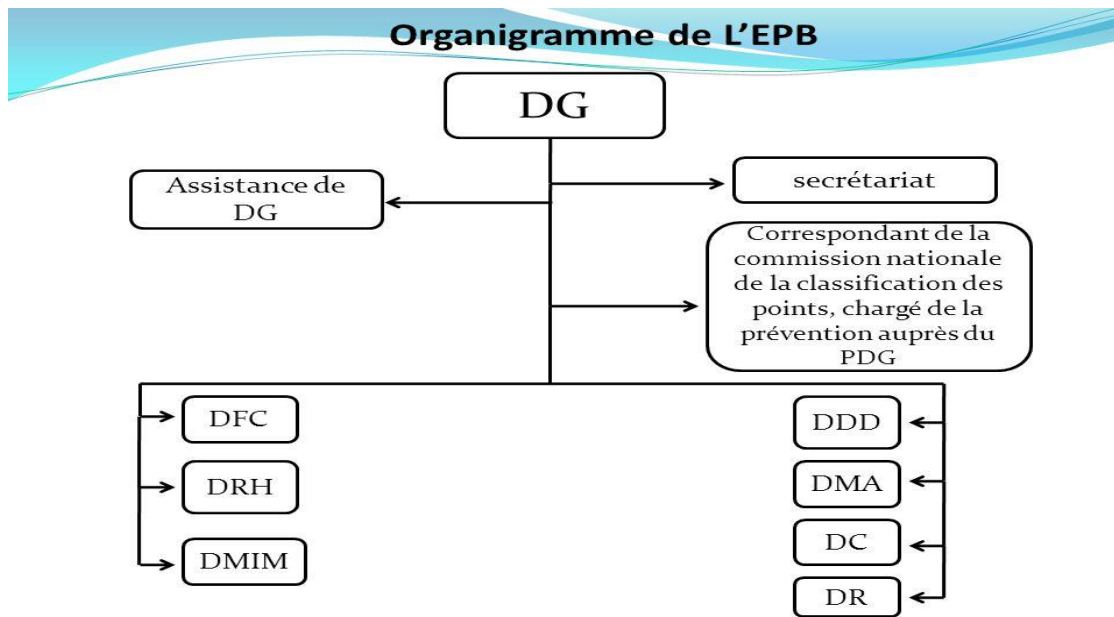 Organigramme de L'EPB
DG
Assistance de
DG
secrétariat
Correspondant de la
commission nationale
de la classification des
points, chargé de la
prévention auprès du
PDG
DFC
DRH
DMIM
DDD
DMA
DC
DR